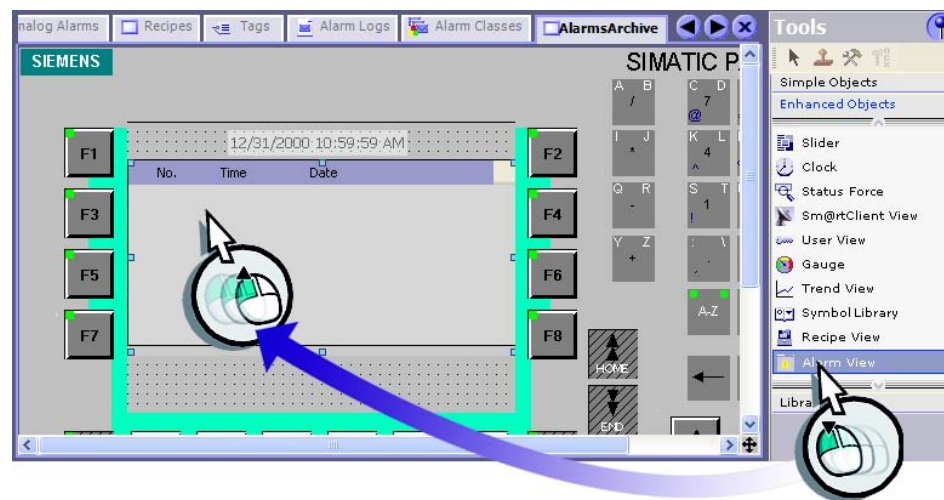 nalog Alarms
Recipes
Tags
Alarm Logs
Alarm Classes
AlarmsArchive
Tools
SIEMENS
SIMATIC P
Simple Objects
Enhanced Objects
Slider
Clock
Status Force
Sm@rtClient View
User View
Gauge
Trend View
Symbol Library
Recipe View
Alarm View
Libra
12/31/2000 10:59:59 AM
No. Time Date
F1
F2
F3
F4
F5
F6
F7
F8
A B
/
C D
7
@
I J
*
K L
4
^
Q R
-
S T
1
!
Y Z
+
: \
A-Z
HOME
END